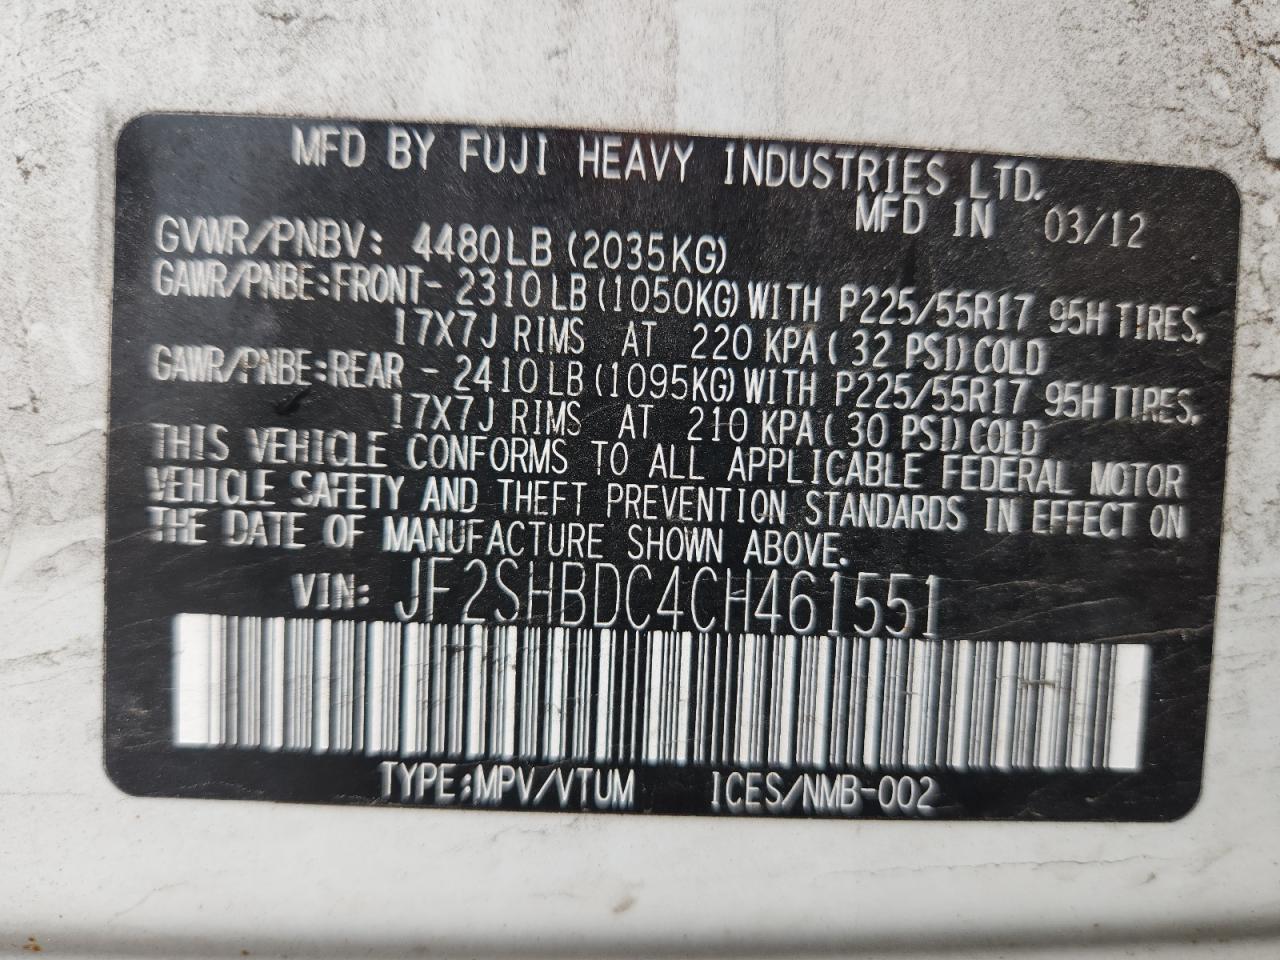 MFD BY FUJI HEAVY INDUSTRIES LTD.
MFD IN 03/12
GVWR/PNBV: 4480LB (2035KG)
GAWR/PNBE:FRONT- 2310 LB (1050KG) WITH P225/55R17 95H TIRES,
17X7J RIMS AT 220 KPA ( 32 PSI) COLD
GAWR/PNBE:REAR - 2410 LB (1095KG) WITH P225/55R17 95H TIRES,
17X7J RIMS AT 210 KPA ( 30 PSI) COLD
THIS VEHICLE CONFORMS TO ALL APPLICABLE FEDERAL MOTOR
VEHICLE SAFETY AND THEFT PREVENTION STANDARDS IN EFFECT ON
THE DATE OF MANUFACTURE SHOWN ABOVE.
VIN: JF2SHBDC4CH461551
TYPE:MPV/VTUM ICES/NMB-002